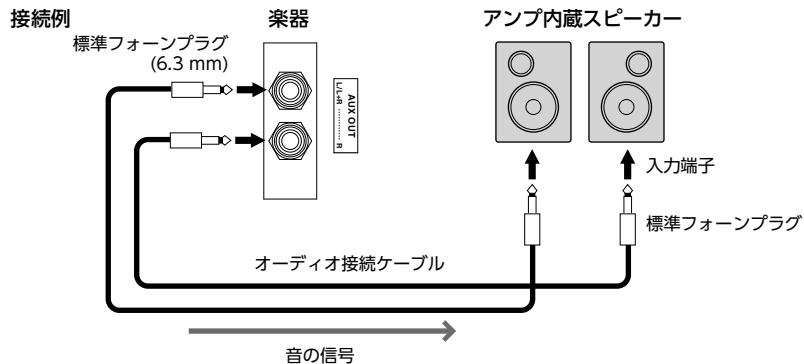 接続例
楽器
アンプ内蔵スピーカー
標準フォーンプラグ
(6.3 mm)
AUX OUT
L/L+R ············ R
入力端子
標準フォーンプラグ
オーディオ接続ケーブル
音の信号